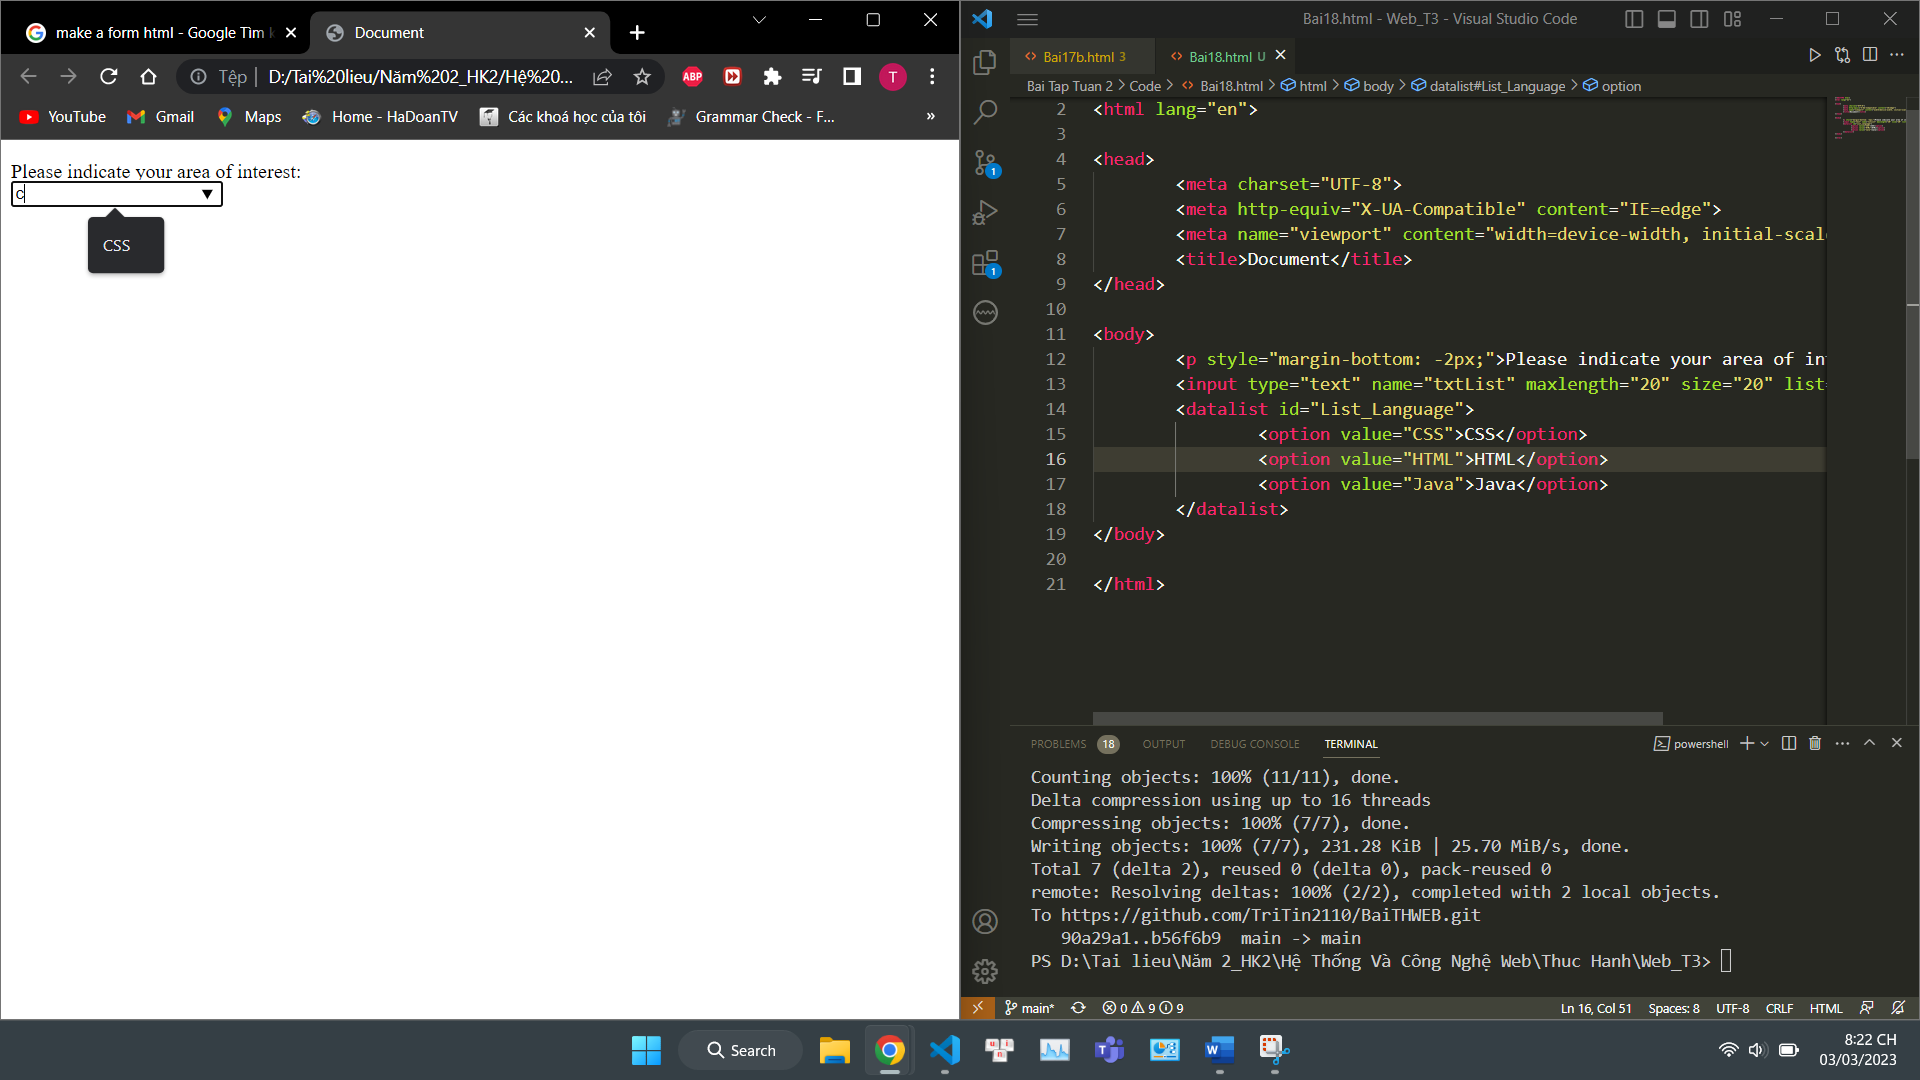 make a form html - Google Tìm k
Document
Tệp
D:/Tai%20lieu/Năm%202_HK2/Hệ%20...
ABP
T
YouTube
Gmail
Maps
Home - HaDoanTV
Các khoá học của tôi
Grammar Check - F...
»
Please indicate your area of interest:
c
CSS
Bai18.html - Web_T3 - Visual Studio Code
Bai17b.html 3
Bai18.html U
Bai Tap Tuan 2 > Code > Bai18.html > html > body > datalist#List_Language > option
2 <html lang="en">
3
4 <head>
5 <meta charset="UTF-8">
6 <meta http-equiv="X-UA-Compatible" content="IE=edge">
7 <meta name="viewport" content="width=device-width, initial-scal
8 <title>Document</title>
9 </head>
10
11 <body>
12 <p style="margin-bottom: -2px;">Please indicate your area of in
13 <input type="text" name="txtList" maxlength="20" size="20" list=
14 <datalist id="List_Language">
15 <option value="CSS">CSS</option>
16 <option value="HTML">HTML</option>
17 <option value="Java">Java</option>
18 </datalist>
19 </body>
20
21 </html>
1
1
PROBLEMS 18 OUTPUT DEBUG CONSOLE TERMINAL
powershell
Counting objects: 100% (11/11), done.
Delta compression using up to 16 threads
Compressing objects: 100% (7/7), done.
Writing objects: 100% (7/7), 231.28 KiB | 25.70 MiB/s, done.
Total 7 (delta 2), reused 0 (delta 0), pack-reused 0
remote: Resolving deltas: 100% (2/2), completed with 2 local objects.
To https://github.com/TriTin2110/BaiTHWEB.git
90a29a1..b56f6b9 main -> main
PS D:\Tai lieu\Năm 2_HK2\Hệ Thống Và Công Nghệ Web\Thuc Hanh\Web_T3>
main* 0 9 9
Ln 16, Col 51 Spaces: 8 UTF-8 CRLF HTML
Search
8:22 CH
03/03/2023